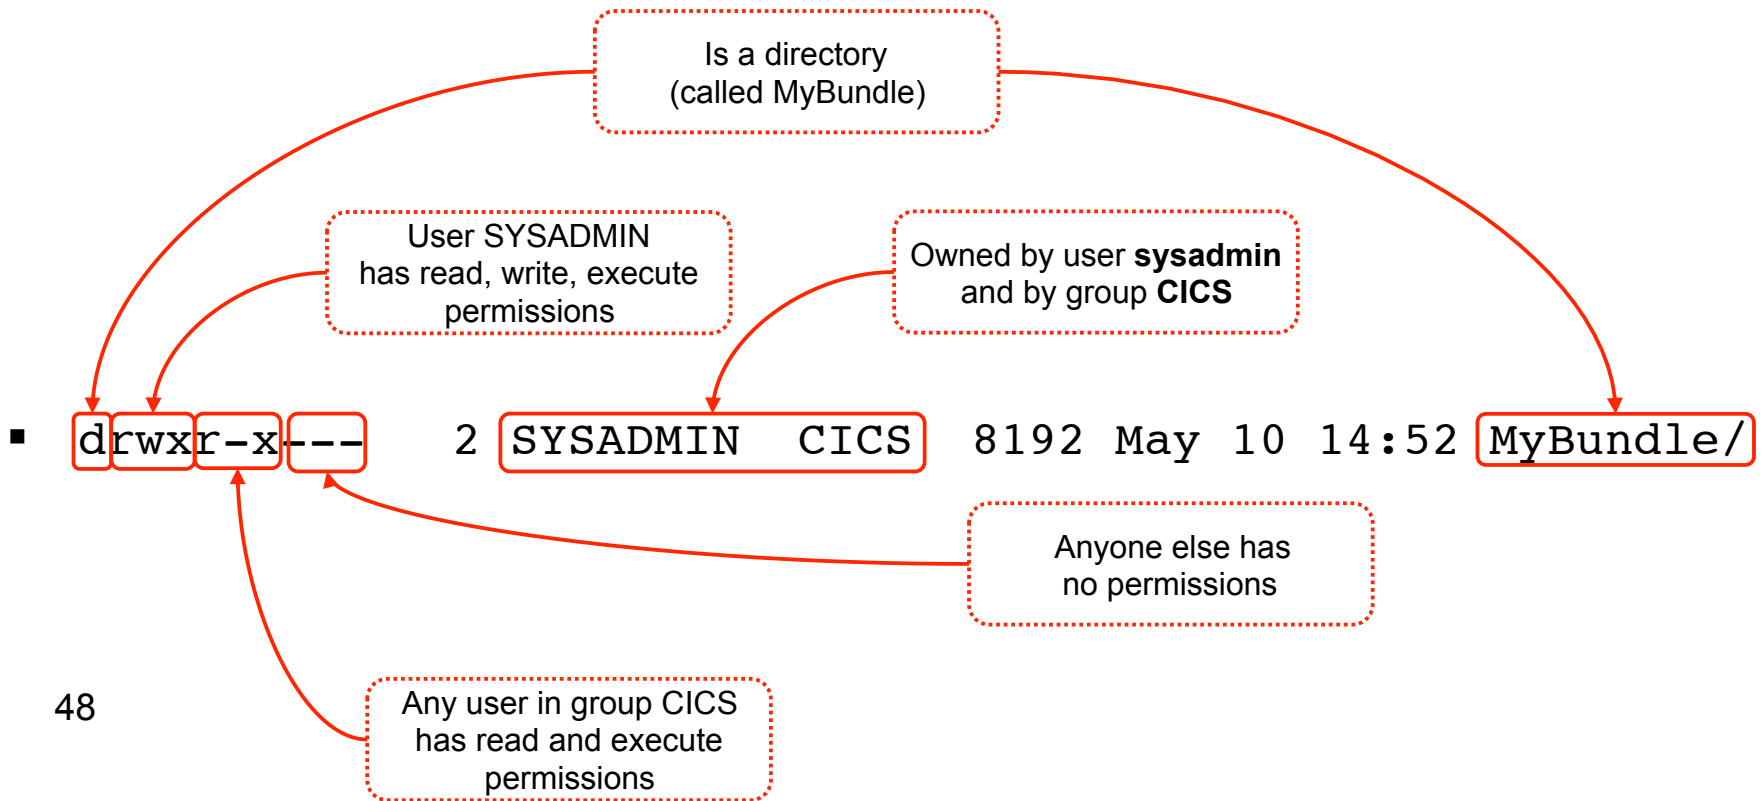 Is a directory
(called MyBundle)
User SYSADMIN
has read, write, execute
permissions
Owned by user sysadmin
and by group CICS
▪ drwxr-x--- 2 SYSADMIN CICS 8192 May 10 14:52 MyBundle/
Anyone else has
no permissions
Any user in group CICS
has read and execute
permissions
48